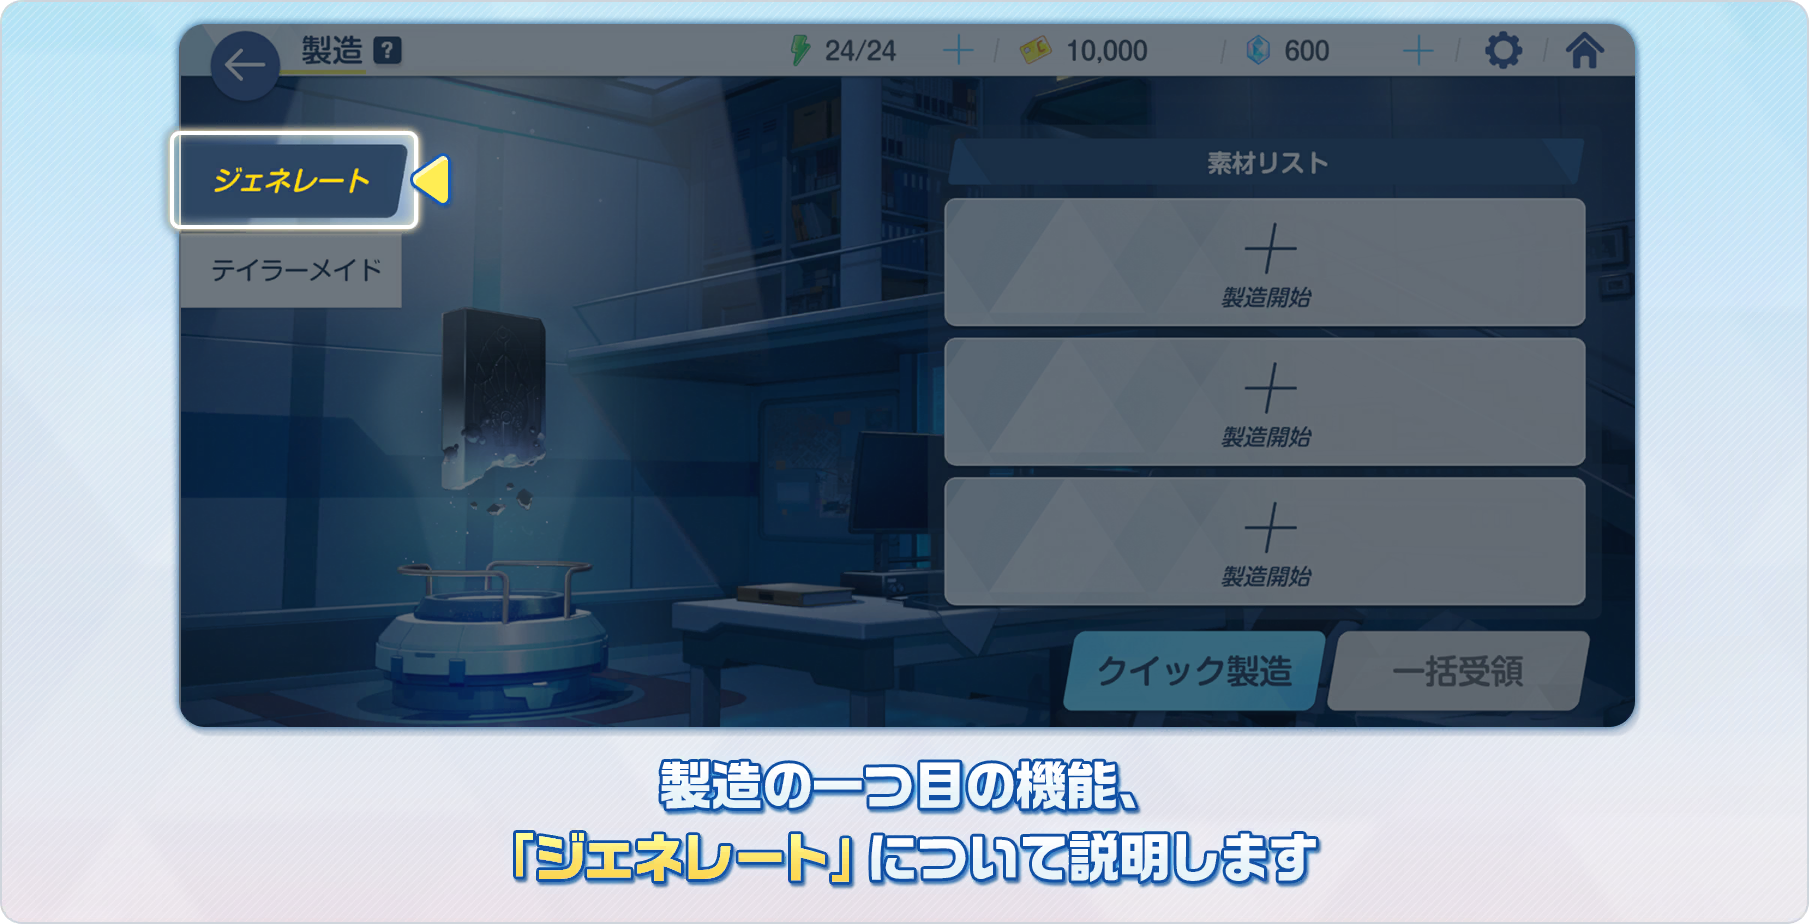 製造 ?
24/24
10,000
600
ジェネレート
テイラーメイド
素材リスト
製造開始
製造開始
製造開始
クイック製造
一括受領
製造の一つ目の機能、
「ジェネレート」について説明します